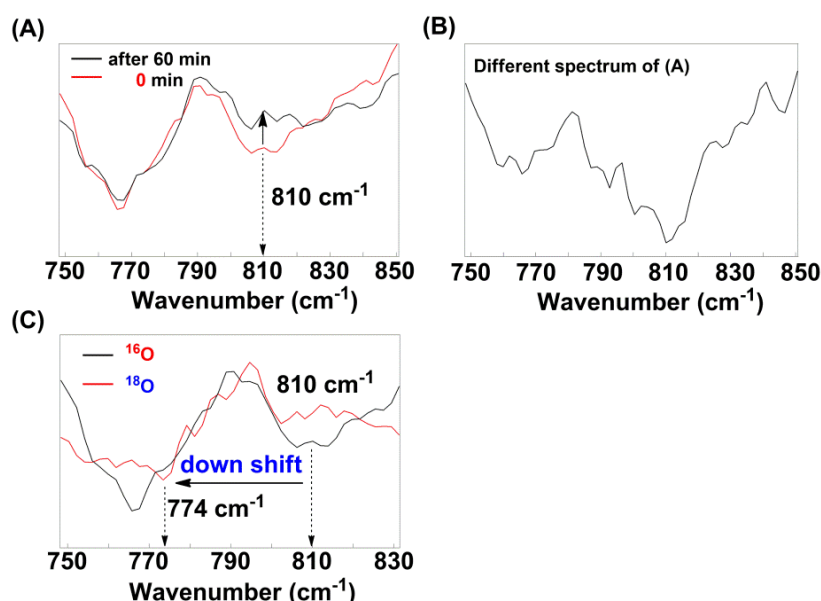 (A)
after 60 min
0 min
810 cm⁻¹
750 770 790 810 830 850
Wavenumber (cm⁻¹)
(B)
Different spectrum of (A)
750 770 790 810 830 850
Wavenumber (cm⁻¹)
(C)
¹⁶O
¹⁸O
810 cm⁻¹
down shift
774 cm⁻¹
750 770 790 810 830
Wavenumber (cm⁻¹)